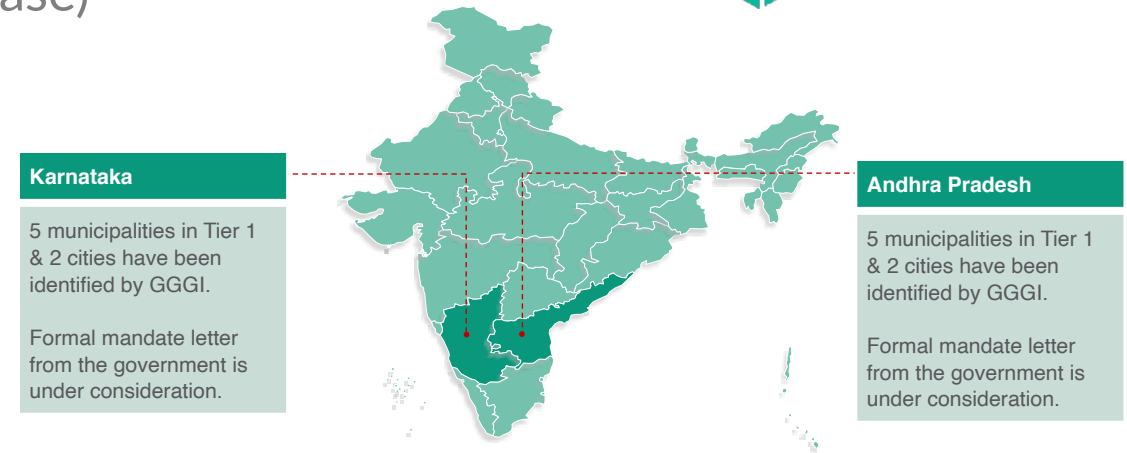 Karnataka
5 municipalities in Tier 1
& 2 cities have been
identified by GGGI.
Formal mandate letter
from the government is
under consideration.
Andhra Pradesh
5 municipalities in Tier 1
& 2 cities have been
identified by GGGI.
Formal mandate letter
from the government is
under consideration.